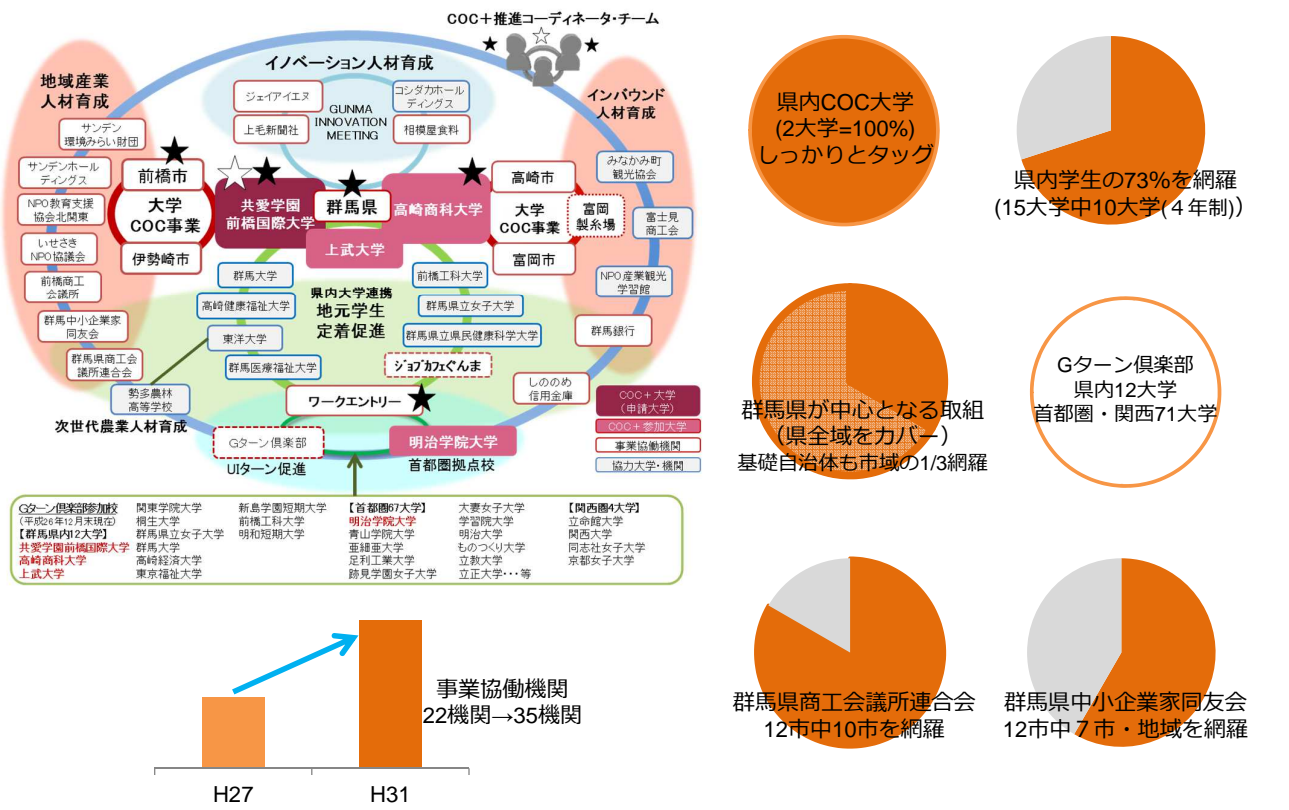 COC+推進コーディネータ・チーム
イノベーション人材育成
地域産業
人材育成
インバウンド
人材育成
ジェイアイエヌ
コシダカホール
ディングス
GUNMA
INNOVATION
MEETING
上毛新聞社
相模屋食料
サンデン
環境みらい財団
サンデンホール
ディングス
NPO教育支援
協会北関東
いせさき
NPO協議会
前橋商工
会議所
群馬中小企業家
同友会
群馬県商工会
議所連合会
勢多農林
高等学校
次世代農業人材育成
前橋市
大学
COC事業
伊勢崎市
共愛学園
前橋国際大学
群馬県
高崎商科大学
上武大学
高崎市
大学
COC事業
富岡市
富岡
製糸場
みなかみ町
観光協会
富士見
商工会
NPO産業観光
学習館
群馬銀行
しののめ
信用金庫
群馬大学
高崎健康福祉大学
東洋大学
群馬医療福祉大学
県内大学連携
地元学生
定着促進
前橋工科大学
群馬県立女子大学
群馬県立県民健康科学大学
ジョブカフェぐんま
ワークエントリー
Gターン倶楽部
UIターン促進
明治学院大学
首都圏拠点校
COC+大学
(申請大学)
COC+参加大学
事業協働機関
協力大学・機関
Gターン倶楽部参加校
(平成26年12月末現在)
【群馬県内12大学】
共愛学園前橋国際大学
高崎商科大学
上武大学
関東学院大学
桐生大学
群馬県立女子大学
群馬大学
高崎経済大学
東京福祉大学
新島学園短期大学
前橋工科大学
明和短期大学
【首都圏67大学】
明治学院大学
青山学院大学
亜細亜大学
足利工業大学
跡見学園女子大学
大妻女子大学
学習院大学
明治大学
ものつくり大学
立教大学
立正大学・・・等
【関西圏4大学】
立命館大学
関西大学
同志社女子大学
京都女子大学
事業協働機関
22機関→35機関
H27
H31
県内COC大学
(2大学=100%)
しっかりとタッグ
県内学生の73%を網羅
(15大学中10大学(４年制))
群馬県が中心となる取組
(県全域をカバー)
基礎自治体も市域の1/3網羅
Gターン倶楽部
県内12大学
首都圏・関西71大学
群馬県商工会議所連合会
12市中10市を網羅
群馬県中小企業家同友会
12市中７市・地域を網羅